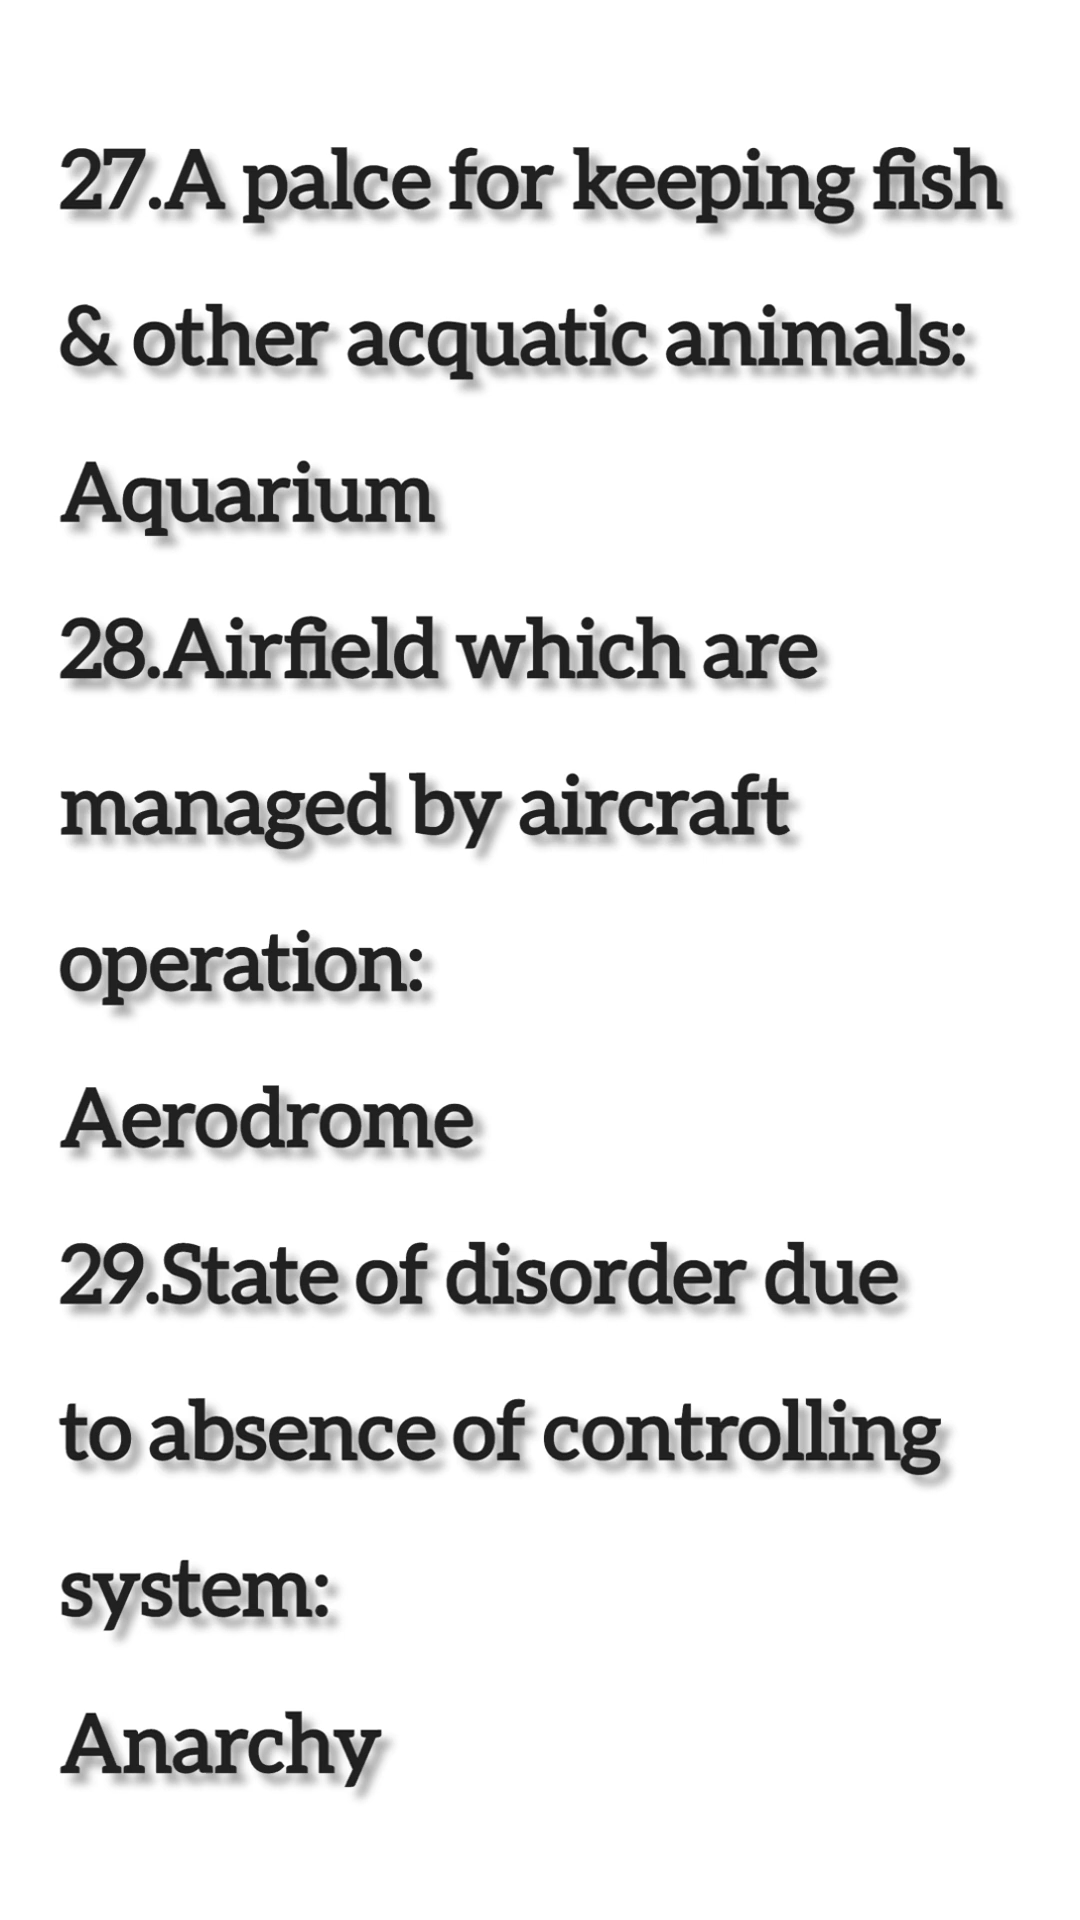 27.A palce for keeping fish
& other acquatic animals:
Aquarium
28.Airfield which are
managed by aircraft
operation:
Aerodrome
29.State of disorder due
to absence of controlling
system:
Anarchy